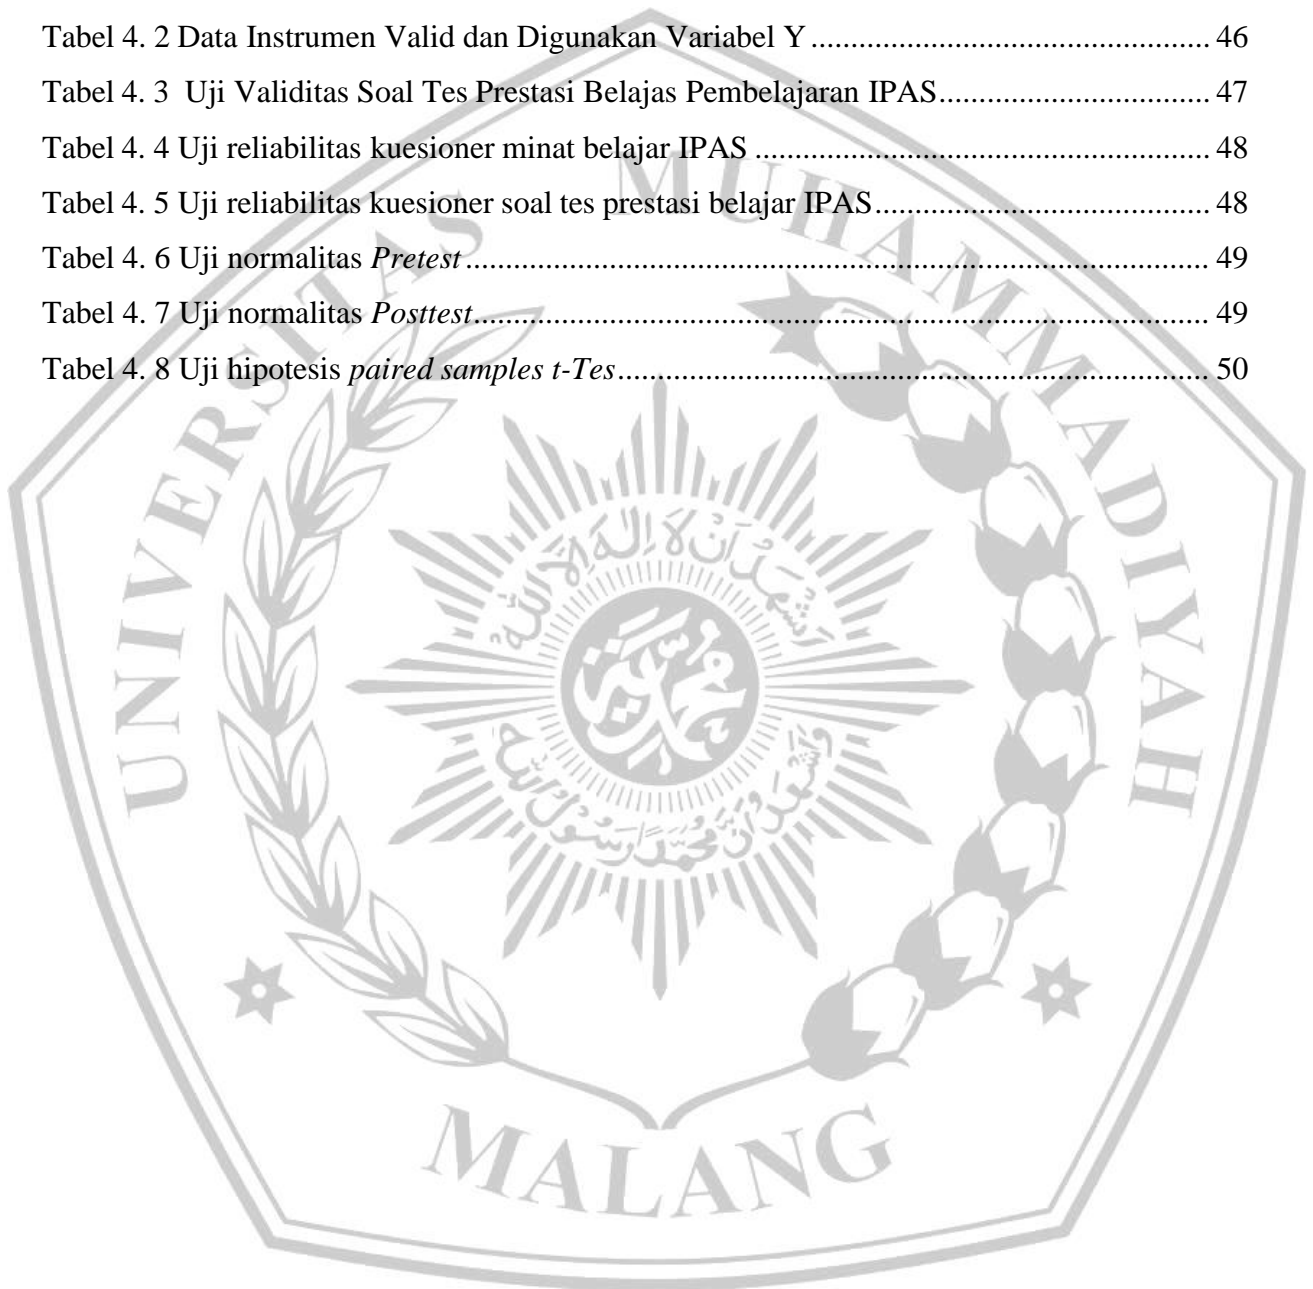 Tabel 4. 2 Data Instrumen Valid dan Digunakan Variabel Y ............................................... 46
Tabel 4. 3  Uji Validitas Soal Tes Prestasi Belajas Pembelajaran IPAS ................................ 47
Tabel 4. 4 Uji reliabilitas kuesioner minat belajar IPAS ...................................................... 48
Tabel 4. 5 Uji reliabilitas kuesioner soal tes prestasi belajar IPAS ....................................... 48
Tabel 4. 6 Uji normalitas Pretest ........................................................................................ 49
Tabel 4. 7 Uji normalitas Posttest ....................................................................................... 49
Tabel 4. 8 Uji hipotesis paired samples t-Tes ...................................................................... 50
UNIVERSITAS MUHAMMADIYAH
MALANG